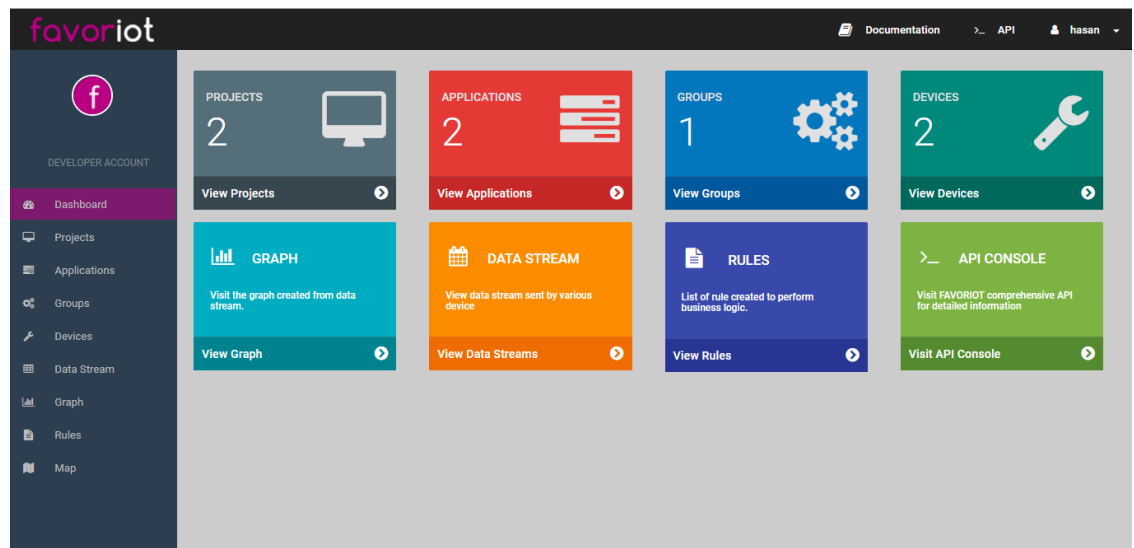 favoriot
Documentation
>_ API
hasan
f
DEVELOPER ACCOUNT
Dashboard
Projects
Applications
Groups
Devices
Data Stream
Graph
Rules
Map
PROJECTS
2
View Projects
APPLICATIONS
2
View Applications
GROUPS
1
View Groups
DEVICES
2
View Devices
GRAPH
Visit the graph created from data
stream.
View Graph
DATA STREAM
View data stream sent by various
device
View Data Streams
RULES
List of rule created to perform
business logic.
View Rules
>_ API CONSOLE
Visit FAVORIOT comprehensive API
for detailed information
Visit API Console